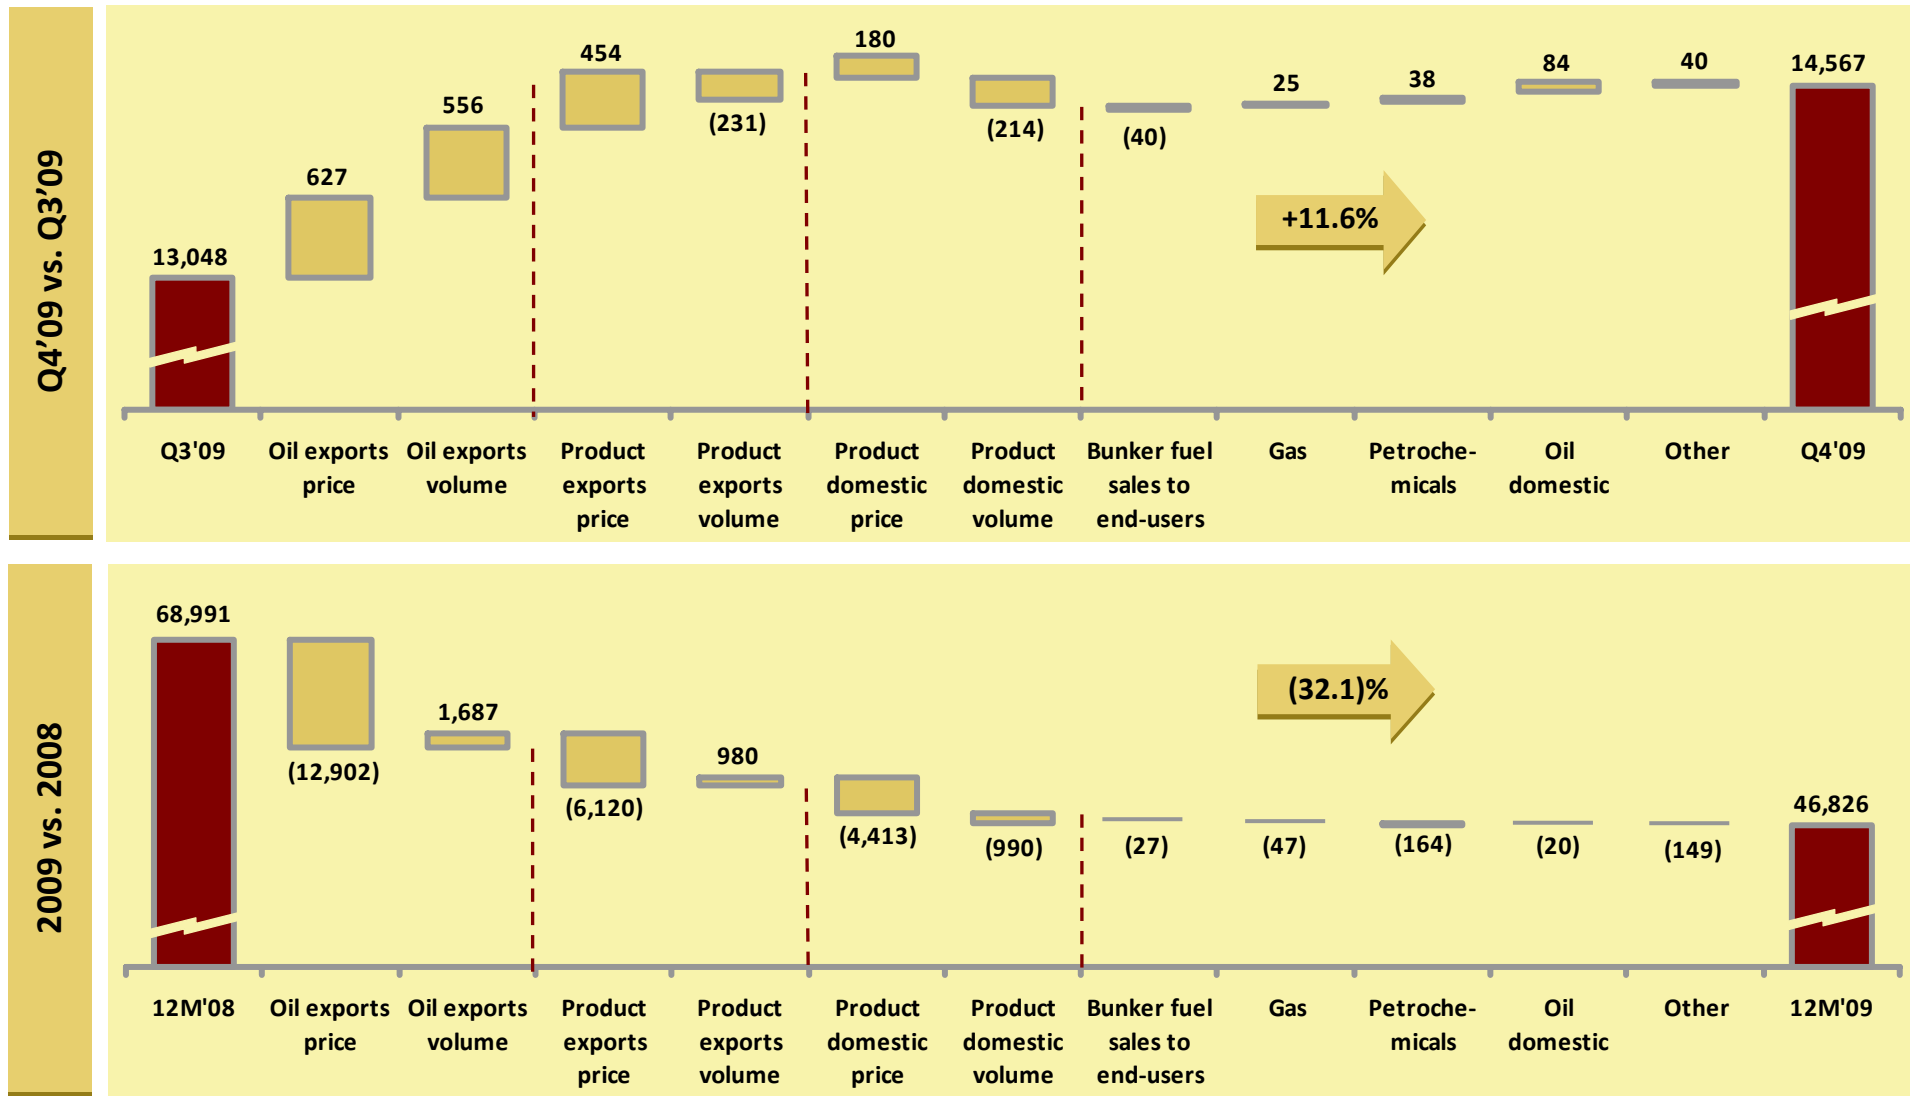 Q4’09 vs. Q3’09
13,048
627
556
454
(231)
180
(214)
(40)
25
38
84
40
14,567
+11.6%
Q3'09
Oil exports
price
Oil exports
volume
Product
exports
price
Product
exports
volume
Product
domestic
price
Product
domestic
volume
Bunker fuel
sales to
end-users
Gas
Petroche-
micals
Oil
domestic
Other
Q4'09
2009 vs. 2008
68,991
(12,902)
1,687
(6,120)
980
(4,413)
(990)
(27)
(47)
(164)
(20)
(149)
46,826
(32.1)%
12M'08
Oil exports
price
Oil exports
volume
Product
exports
price
Product
exports
volume
Product
domestic
price
Product
domestic
volume
Bunker fuel
sales to
end-users
Gas
Petroche-
micals
Oil
domestic
Other
12M'09